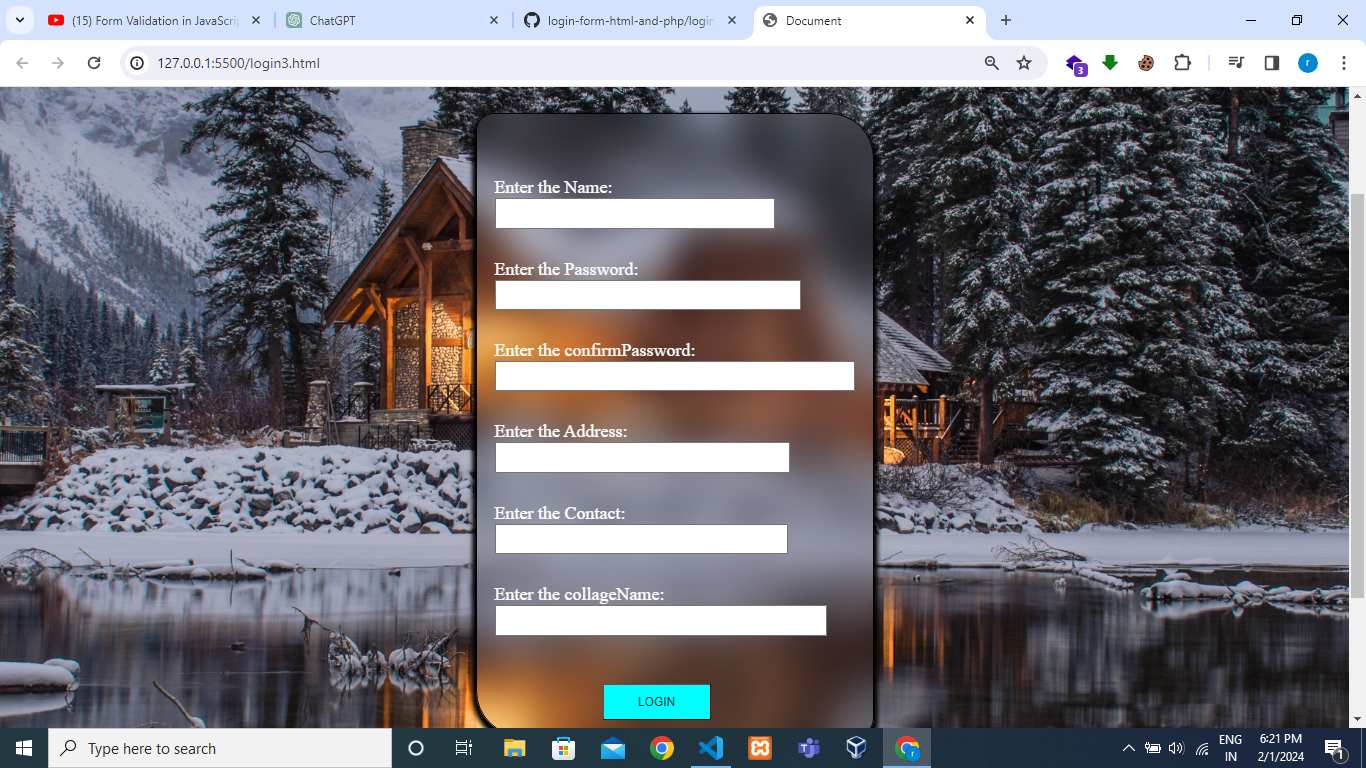 (15) Form Validation in JavaScri
ChatGPT
login-form-html-and-php/login
Document
127.0.0.1:5500/login3.html
3
r
Enter the Name:
Enter the Password:
Enter the confirmPassword:
Enter the Address:
Enter the Contact:
Enter the collageName:
LOGIN
Type here to search
r
ENG
IN
6:21 PM
2/1/2024
1